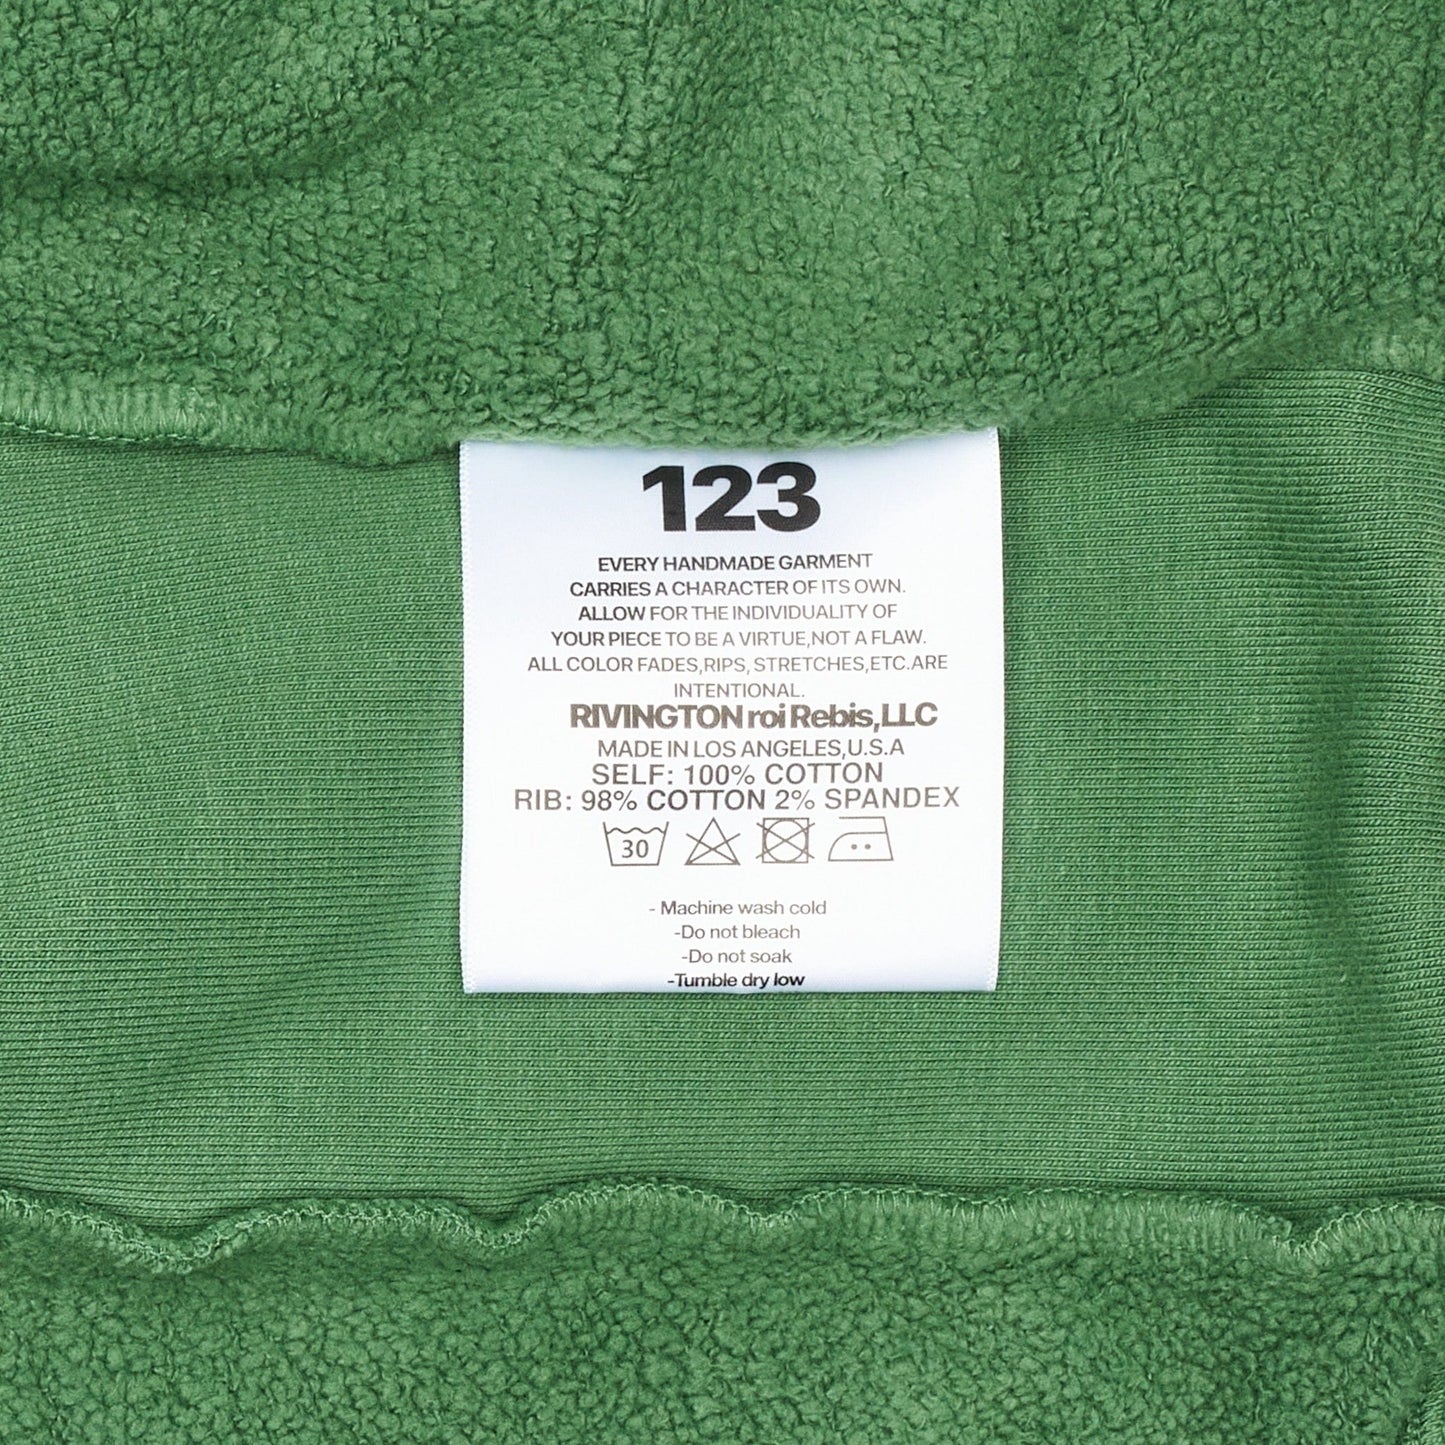 123
EVERY HANDMADE GARMENT
CARRIES A CHARACTER OF ITS OWN.
ALLOW FOR THE INDIVIDUALITY OF
YOUR PIECE TO BE A VIRTUE,NOT A FLAW.
ALL COLOR FADES,RIPS, STRETCHES,ETC.ARE
INTENTIONAL.
RIVINGTON roi Rebis,LLC
MADE IN LOS ANGELES,U.S.A
SELF: 100% COTTON
RIB: 98% COTTON 2% SPANDEX
30
- Machine wash cold
-Do not bleach
-Do not soak
-Tumble dry low